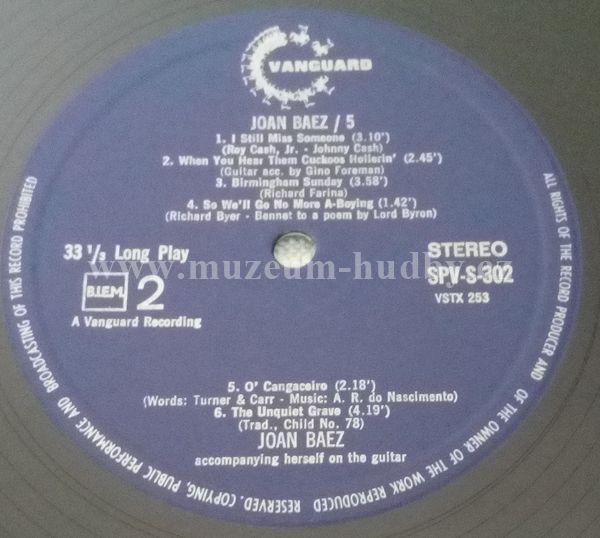 VANGUARD
JOAN BAEZ / 5
1. I Still Miss Someone (3.10')
(Roy Cash, Jr. - Johnny Cash)
2. When You Hear Them Cuckoos Hollerin' (2.45')
(Guitar acc. by Gino Foreman)
3. Birmingham Sunday (3.58')
(Richard Farina)
4. So We'll Go No More A-Boying (1.42')
(Richard Byer - Bennet to a poem by Lord Byron)
33 1/3 Long Play
STEREO
www.muzeum-hudby.cz
SPV-S-302
B.I.E.M.
2
VSTX 253
A Vanguard Recording
5. O' Cangaceiro (2.18')
(Words: Turner & Carr - Music: A. R. do Nascimento)
6. The Unquiet Grave (4.19')
(Trad., Child No. 78)
JOAN BAEZ
accompanying herself on the guitar
ALL RIGHTS OF THE RECORD PRODUCER AND OF THE OWNER OF THE WORK REPRODUCED RESERVED. COPYING, PUBLIC PERFORMANCE AND BROADCASTING OF THIS RECORD PROHIBITED